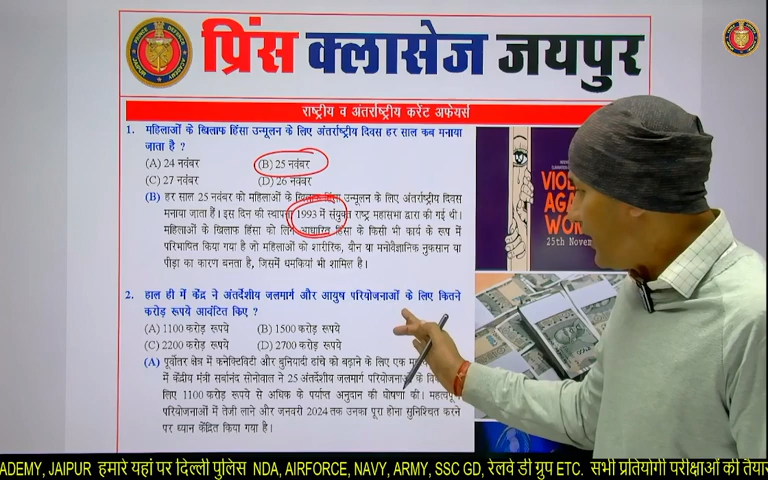 प्रिंस क्लासेज जयपुर
राष्ट्रीय व अंतर्राष्ट्रीय करेंट अफेयर्स
1. महिलाओं के खिलाफ हिंसा उन्मूलन के लिए अंतर्राष्ट्रीय दिवस हर साल कब मनाया
जाता है ?
(A) 24 नवंबर (B) 25 नवंबर
(C) 27 नवंबर (D) 26 नवंबर
(B) हर साल 25 नवंबर को महिलाओं के खिलाफ हिंसा उन्मूलन के लिए अंतर्राष्ट्रीय दिवस
मनाया जाता हैं। इस दिन की स्थापना 1993 में संयुक्त राष्ट्र महासभा द्वारा की गई थी।
महिलाओं के खिलाफ हिंसा को लिंग आधारित हिंसा के किसी भी कार्य के रूप में
परिभाषित किया गया है जो महिलाओं को शारीरिक, यौन या मनोवैज्ञानिक नुकसान या
पीड़ा का कारण बनता है, जिसमें धमकियां भी शामिल है।
VIOL
AGA
WOM
25th Novem
2. हाल ही में केंद्र ने अंतर्देशीय जलमार्ग और आयुष परियोजनाओं के लिए कितने
करोड़ रूपये आवंटित किए ?
(A) 1100 करोड़ रूपये (B) 1500 करोड़ रूपये
(C) 2200 करोड़ रूपये (D) 2700 करोड़ रूपये
(A) पूर्वोत्तर क्षेत्र में कनेक्टिविटी और बुनियादी ढांचे को बढ़ाने के लिए एक
में केंद्रीय मंत्री सर्बानंद सोनोवाल ने 25 अंतर्देशीय जलमार्ग परियोजनाओं के
लिए 1100 करोड़ रूपये से अधिक के पर्याप्त अनुदान की घोषणा की। महत्वपू
परियोजनाओं में तेजी लाने और जनवरी 2024 तक उनका पूरा होना सुनिश्चित करने
पर ध्यान केंद्रित किया गया है।
ADEMY, JAIPUR हमारे यहां पर दिल्ली पुलिस NDA, AIRFORCE, NAVY, ARMY, SSC GD, रेलवे डी ग्रुप ETC. सभी प्रतियोगी परीक्षाओं की तैयार